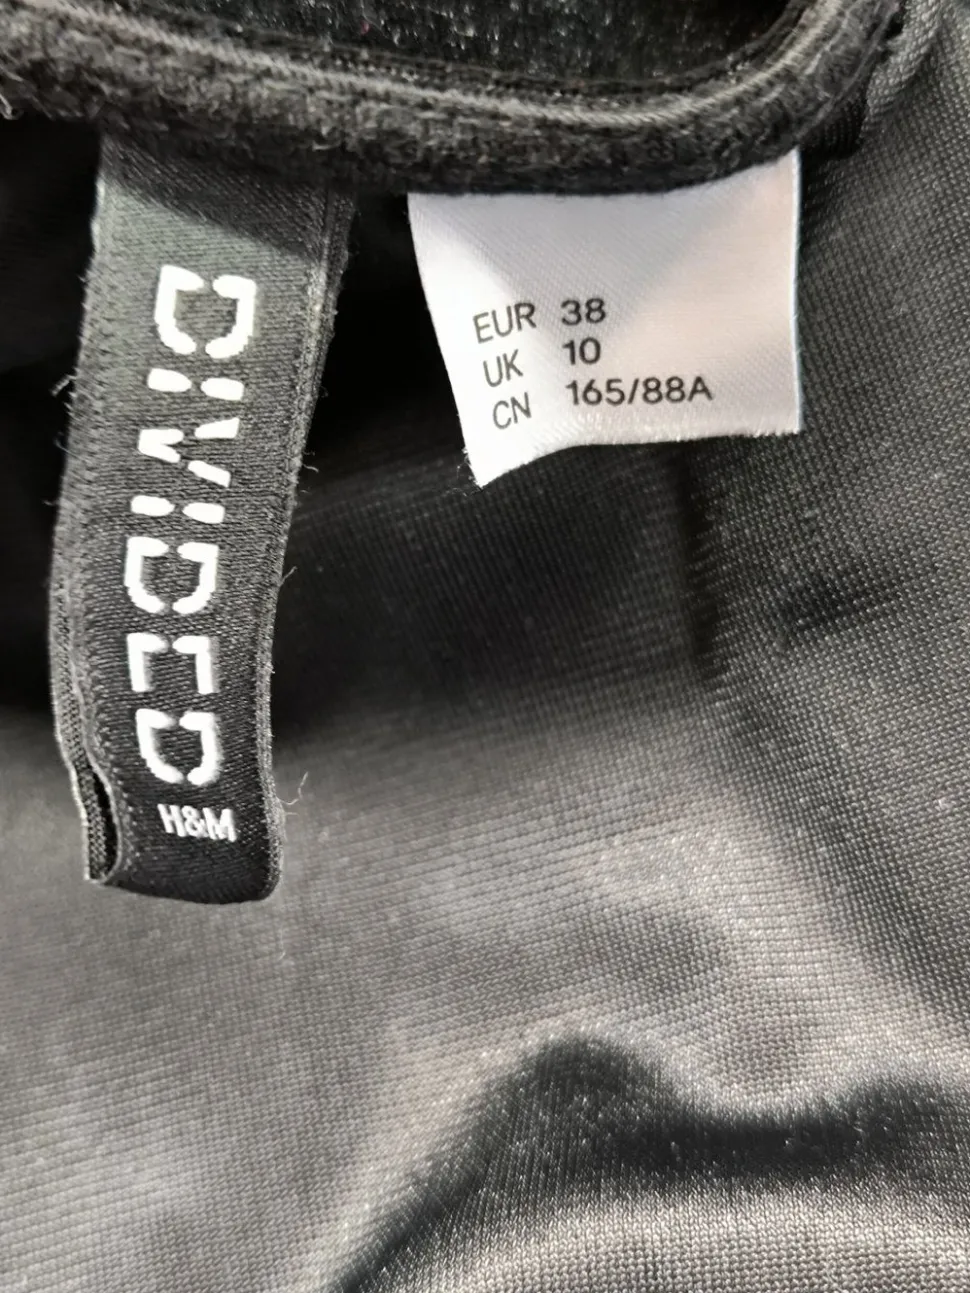 DIVIDED
H&M
EUR 38
UK 10
CN 165/88A